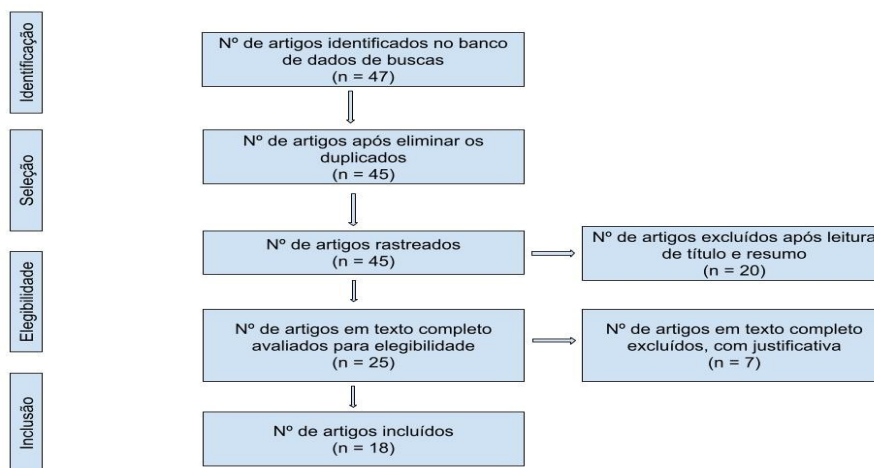 Identificação
Nº de artigos identificados no banco
de dados de buscas
(n = 47)
Seleção
Nº de artigos após eliminar os
duplicados
(n = 45)
Nº de artigos rastreados
(n = 45)
Nº de artigos excluídos após leitura
de título e resumo
(n = 20)
Elegibilidade
Nº de artigos em texto completo
avaliados para elegibilidade
(n = 25)
Nº de artigos em texto completo
excluídos, com justificativa
(n = 7)
Inclusão
Nº de artigos incluídos
(n = 18)